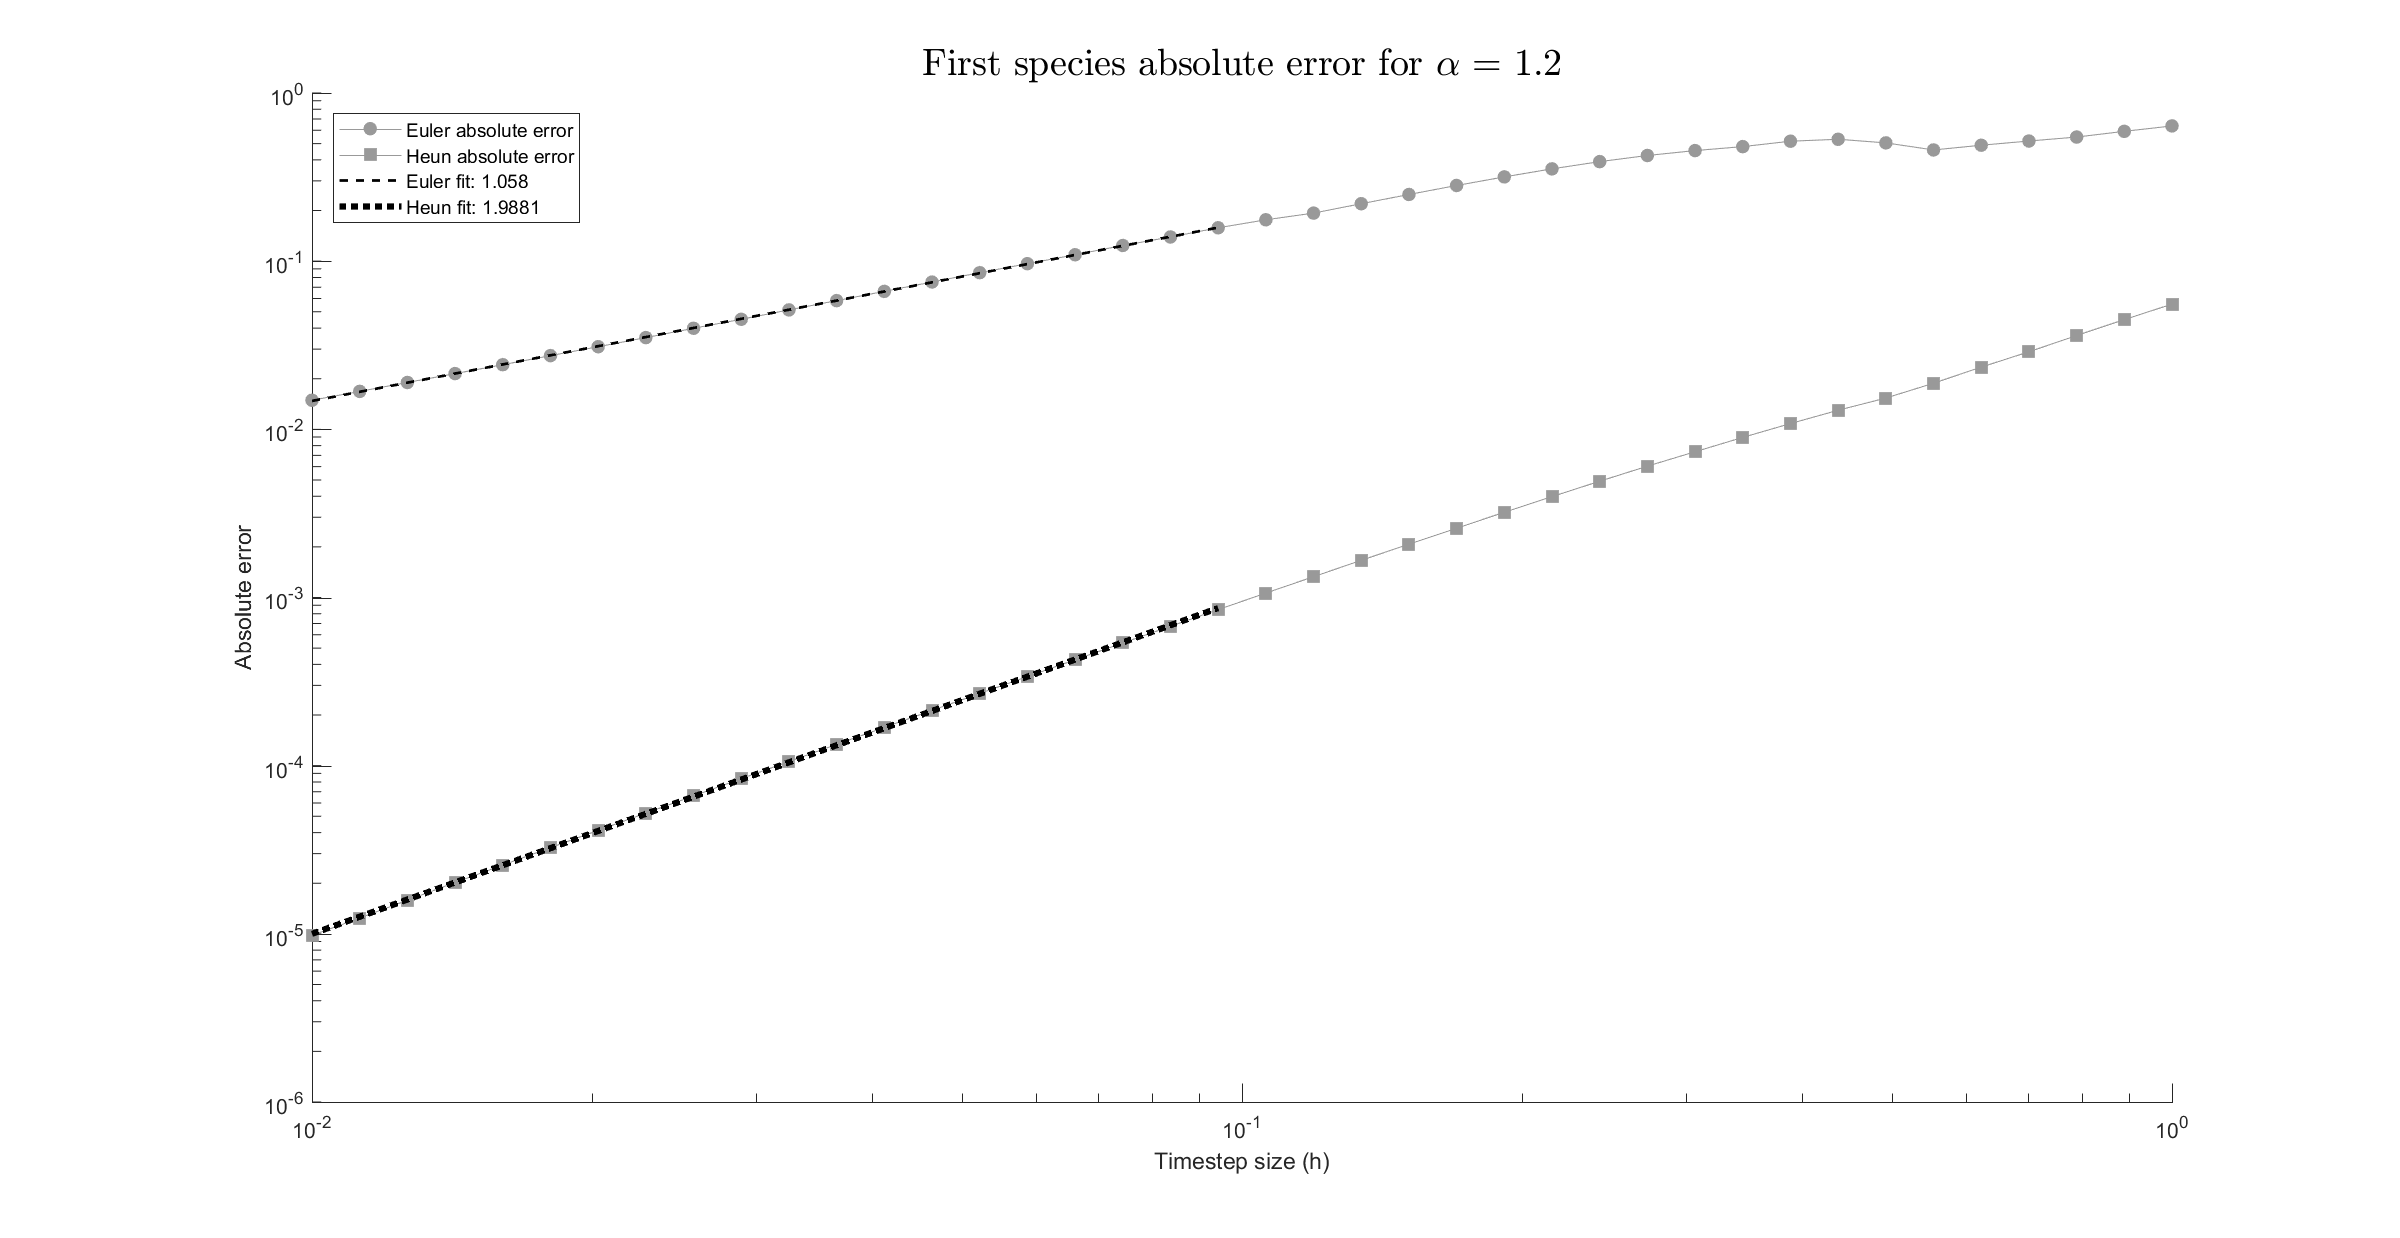 First species absolute error for α = 1.2
Euler absolute error
Heun absolute error
Euler fit: 1.058
Heun fit: 1.9881
Absolute error
10^0
10^-1
10^-2
10^-3
10^-4
10^-5
10^-6
10^-2
10^-1
10^0
Timestep size (h)